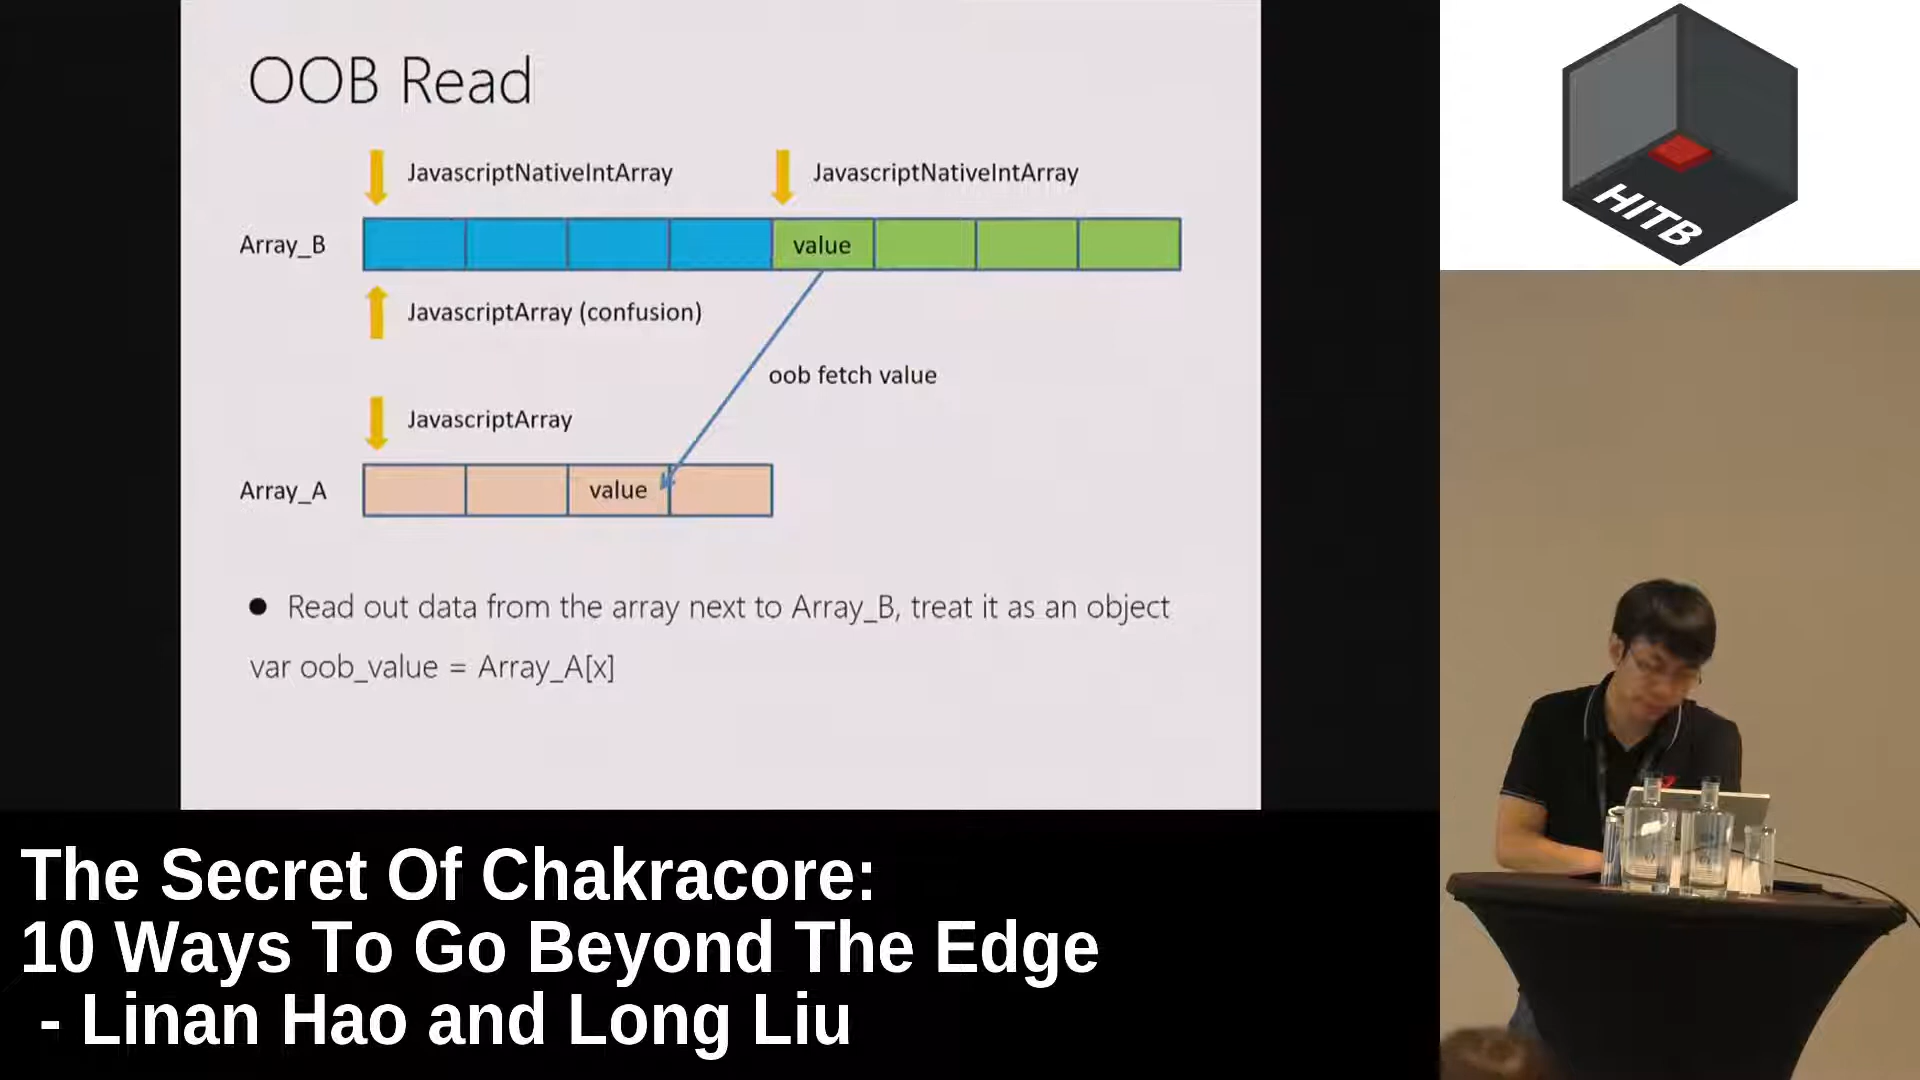 OOB Read
JavascriptNativeIntArray
JavascriptNativeIntArray
Array_B
value
JavascriptArray (confusion)
oob fetch value
JavascriptArray
Array_A
value
● Read out data from the array next to Array_B, treat it as an object
var oob_value = Array_A[x]
HITB
The Secret Of Chakracore:
10 Ways To Go Beyond The Edge
- Linan Hao and Long Liu